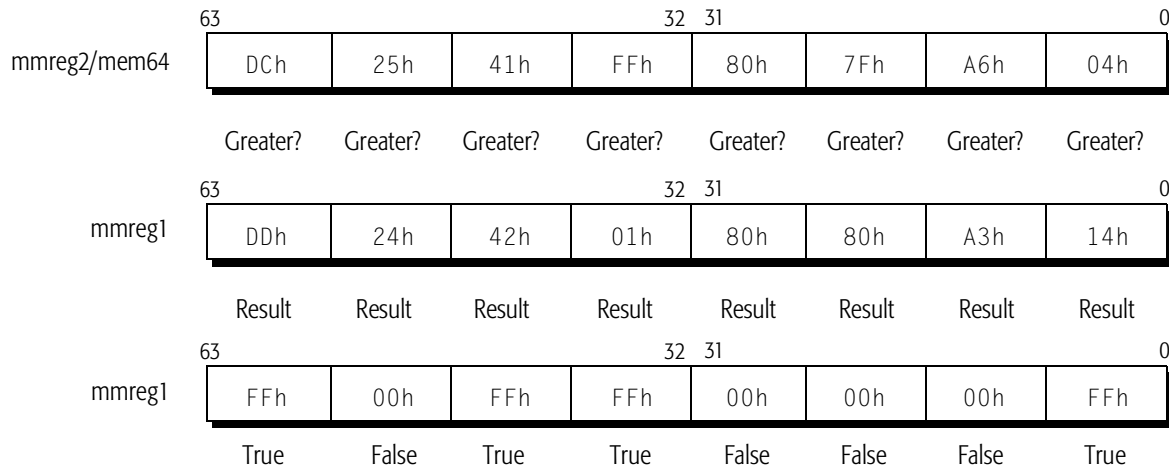 63 32 31 0
mmreg2/mem64 DCh 25h 41h FFh 80h 7Fh A6h 04h
Greater? Greater? Greater? Greater? Greater? Greater? Greater? Greater?
63 32 31 0
mmreg1 DDh 24h 42h 01h 80h 80h A3h 14h
Result Result Result Result Result Result Result Result
63 32 31 0
mmreg1 FFh 00h FFh FFh 00h 00h 00h FFh
True False True True False False False True